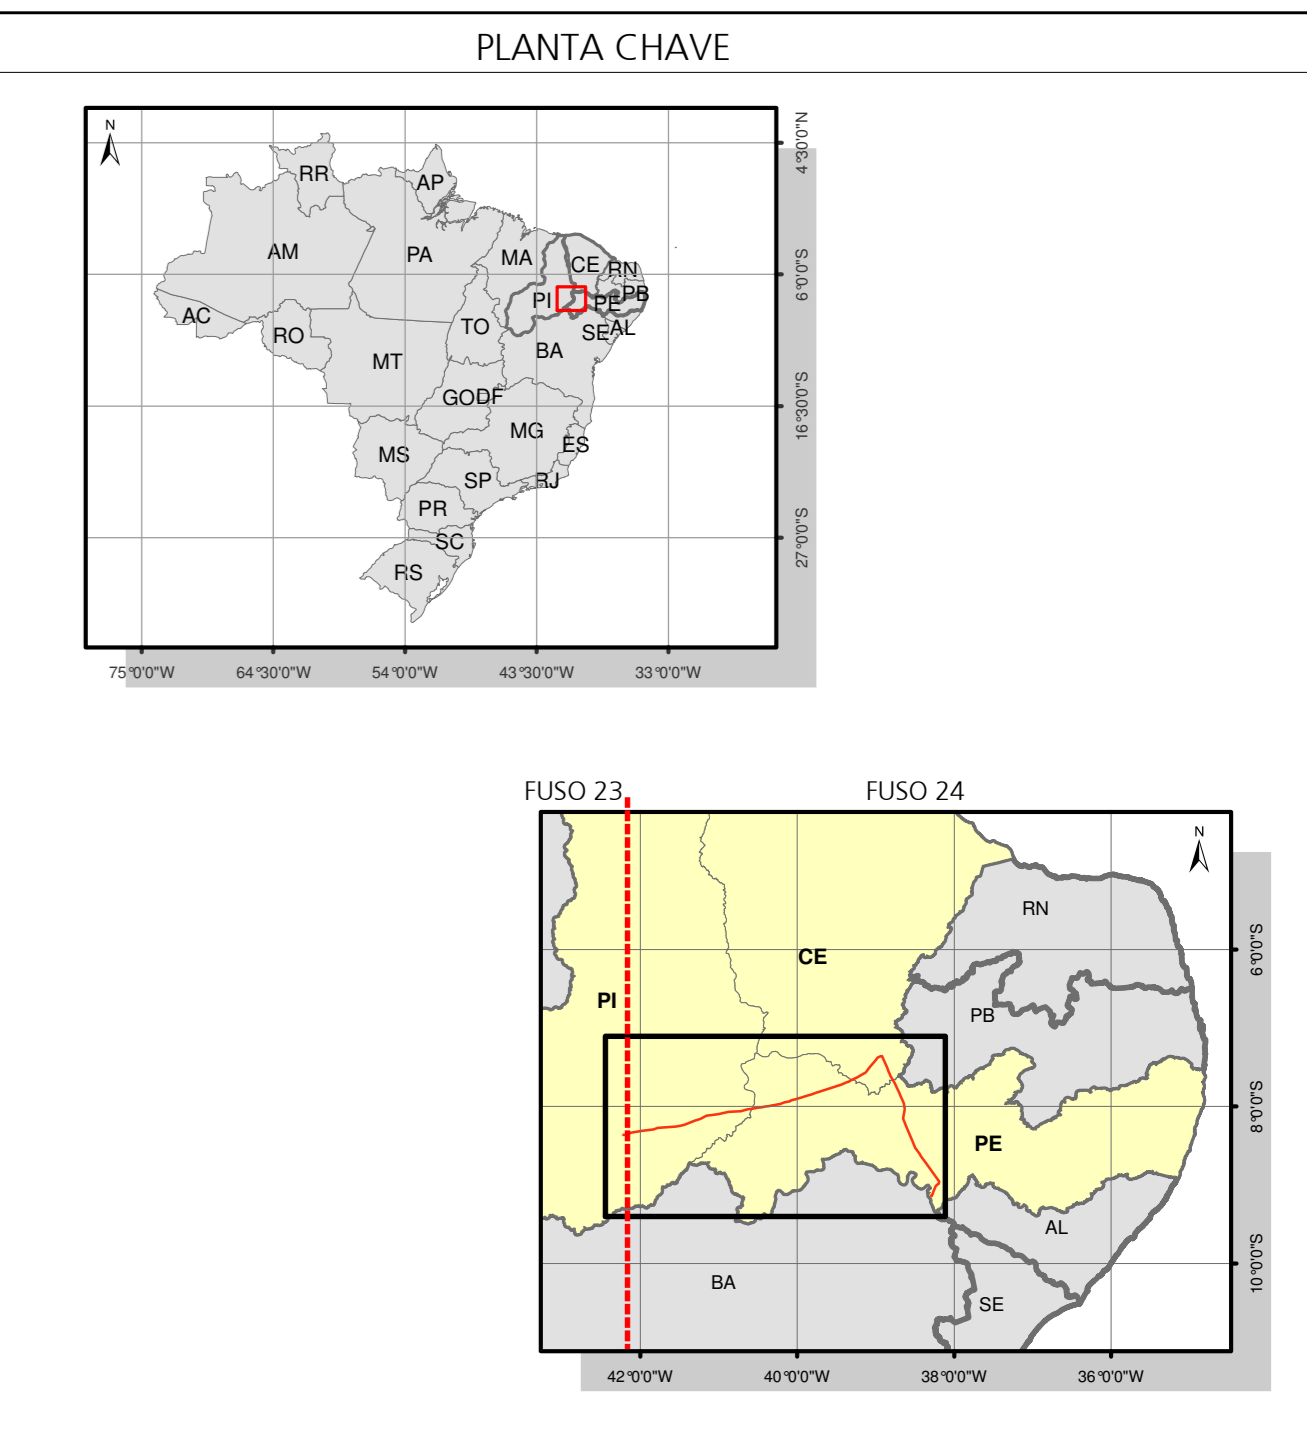 PLANTA CHAVE
N
RR
AP
AM
PA
MA
CE
RN
PI
PB
PE
AC
TO
SE
AL
RO
BA
MT
GO
DF
MG
ES
MS
SP
RJ
PR
SC
RS
4°30'0"N
6°0'0"S
16°30'0"S
27°0'0"S
75°0'0"W 64°30'0"W 54°0'0"W 43°30'0"W 33°0'0"W
FUSO 23 FUSO 24
N
RN
CE
PI
PB
PE
AL
BA
SE
6°0'0"S
8°0'0"S
10°0'0"S
42°0'0"W 40°0'0"W 38°0'0"W 36°0'0"W